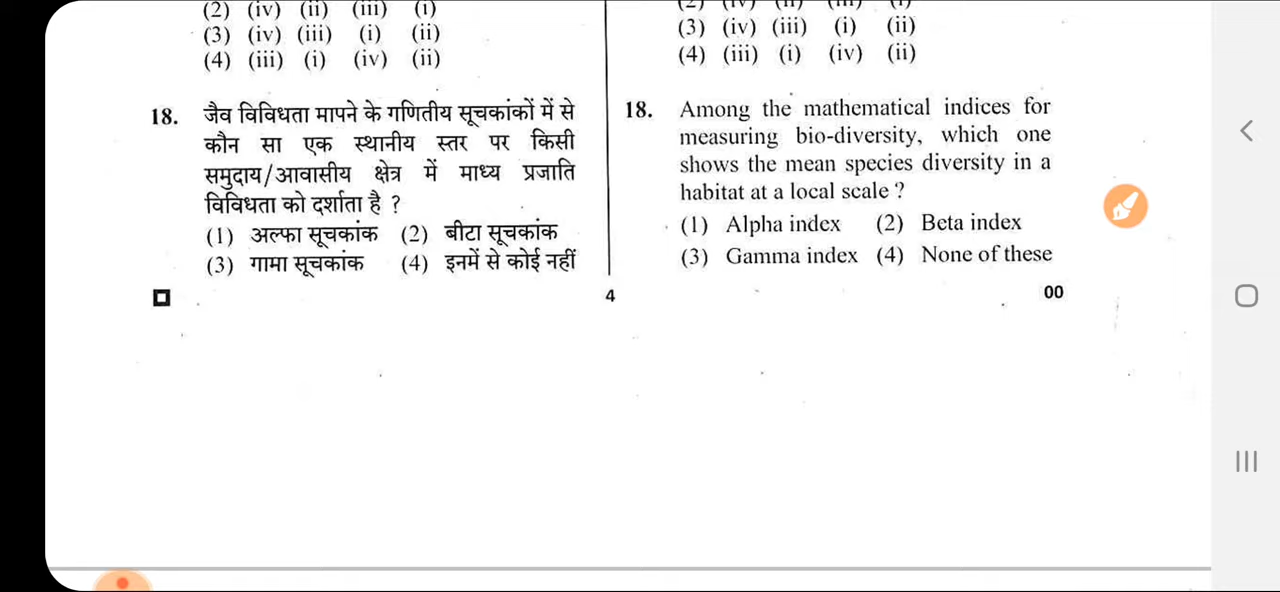 (2) (iv) (ii) (iii) (i)
(3) (iv) (iii) (i) (ii)
(4) (iii) (i) (iv) (ii)
18. जैव विविधता मापने के गणितीय सूचकांकों में से
कौन सा एक स्थानीय स्तर पर किसी
समुदाय/आवासीय क्षेत्र में माध्य प्रजाति
विविधता को दर्शाता है ?
(1) अल्फा सूचकांक (2) बीटा सूचकांक
(3) गामा सूचकांक (4) इनमें से कोई नहीं
(2) (iv) (ii) (iii) (i)
(3) (iv) (iii) (i) (ii)
(4) (iii) (i) (iv) (ii)
18. Among the mathematical indices for
measuring bio-diversity, which one
shows the mean species diversity in a
habitat at a local scale ?
(1) Alpha index (2) Beta index
(3) Gamma index (4) None of these
4
00